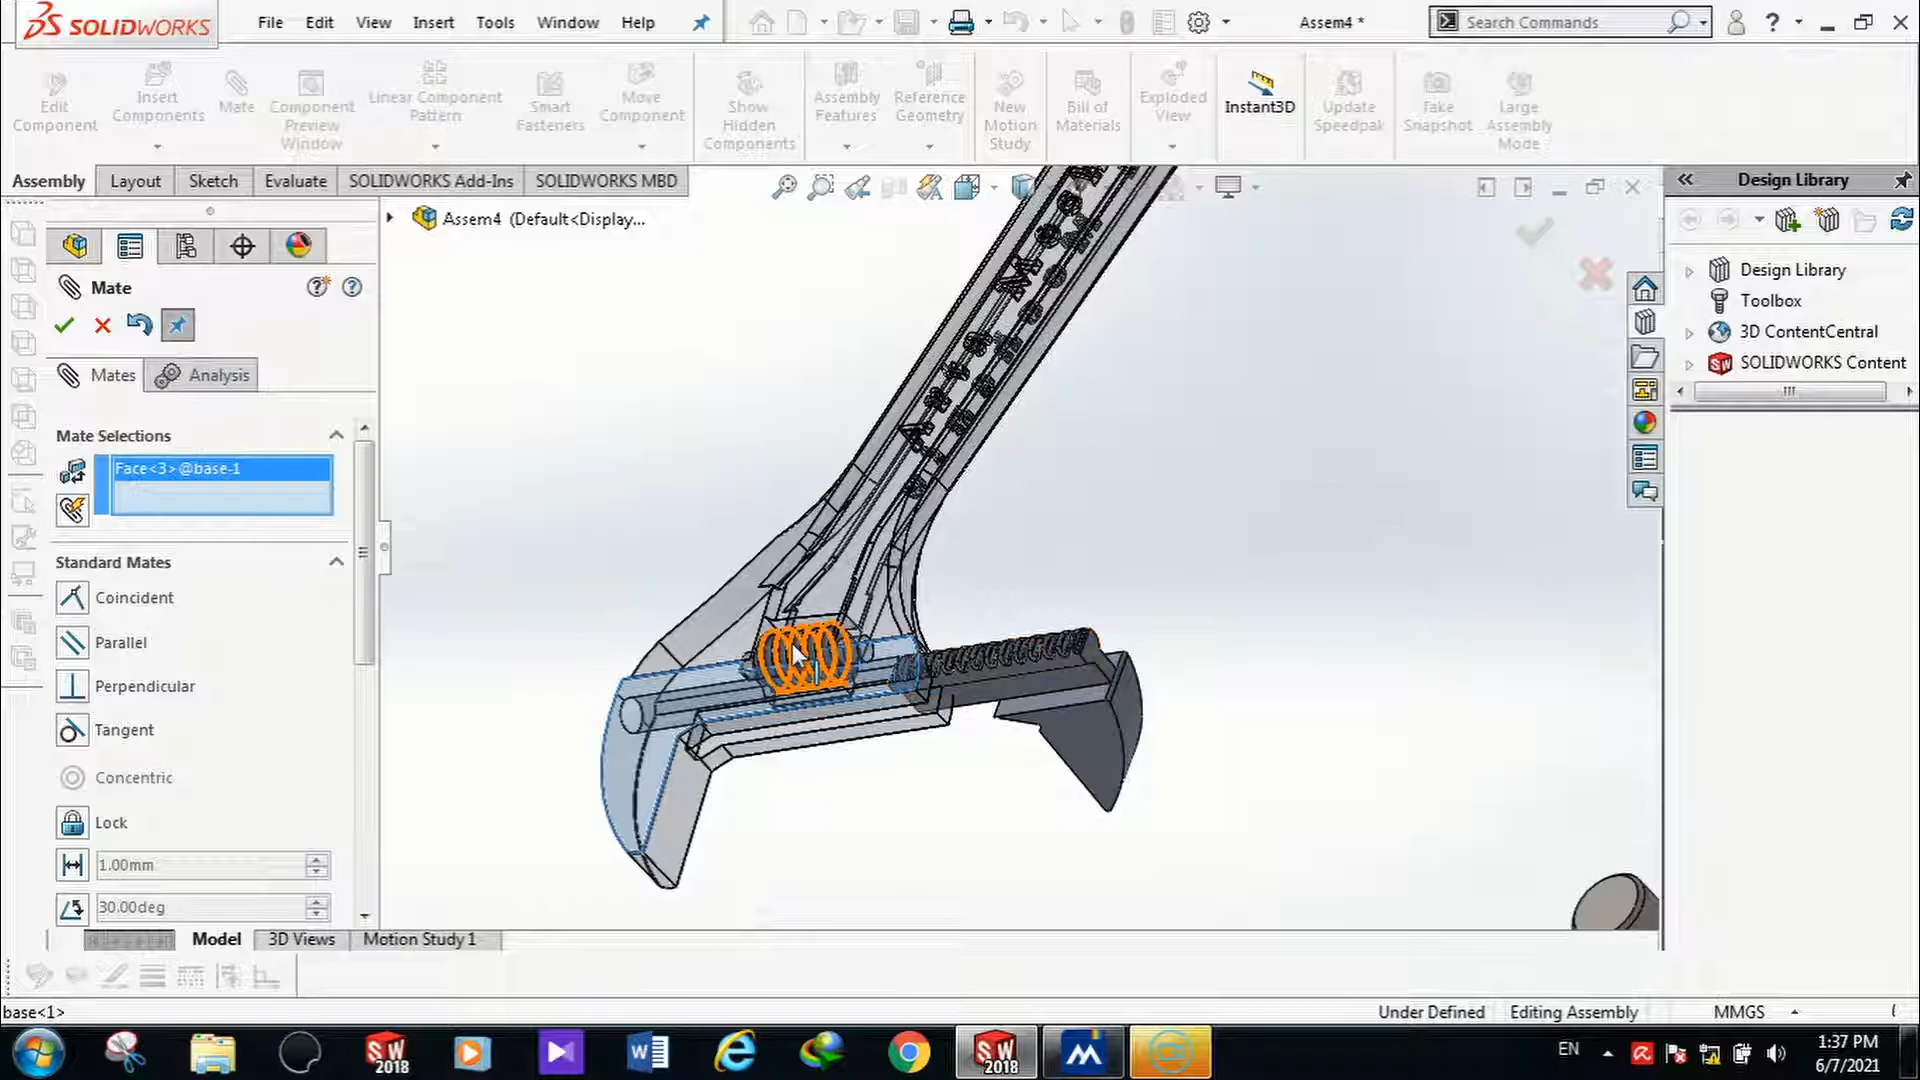 SOLIDWORKS File Edit View Insert Tools Window Help Assem4 * Search Commands ?
Edit Component
Insert Components
Mate
Component Preview Window
Linear Component Pattern
Smart Fasteners
Move Component
Show Hidden Components
Assembly Features
Reference Geometry
New Motion Study
Bill of Materials
Exploded View
Instant3D
Update Speedpak
Take Snapshot
Large Assembly Mode
Assembly Layout Sketch Evaluate SOLIDWORKS Add-Ins SOLIDWORKS MBD
Design Library
Assem4 (Default<Display...
Design Library
Toolbox
3D ContentCentral
SOLIDWORKS Content
Mate
Mates Analysis
Mate Selections
Face<3>@base-1
Standard Mates
Coincident
Parallel
Perpendicular
Tangent
Concentric
Lock
1.00mm
30.00deg
Model 3D Views Motion Study 1
base<1> Under Defined Editing Assembly MMGS
SW 2018
SW 2018
EN
1:37 PM
6/7/2021